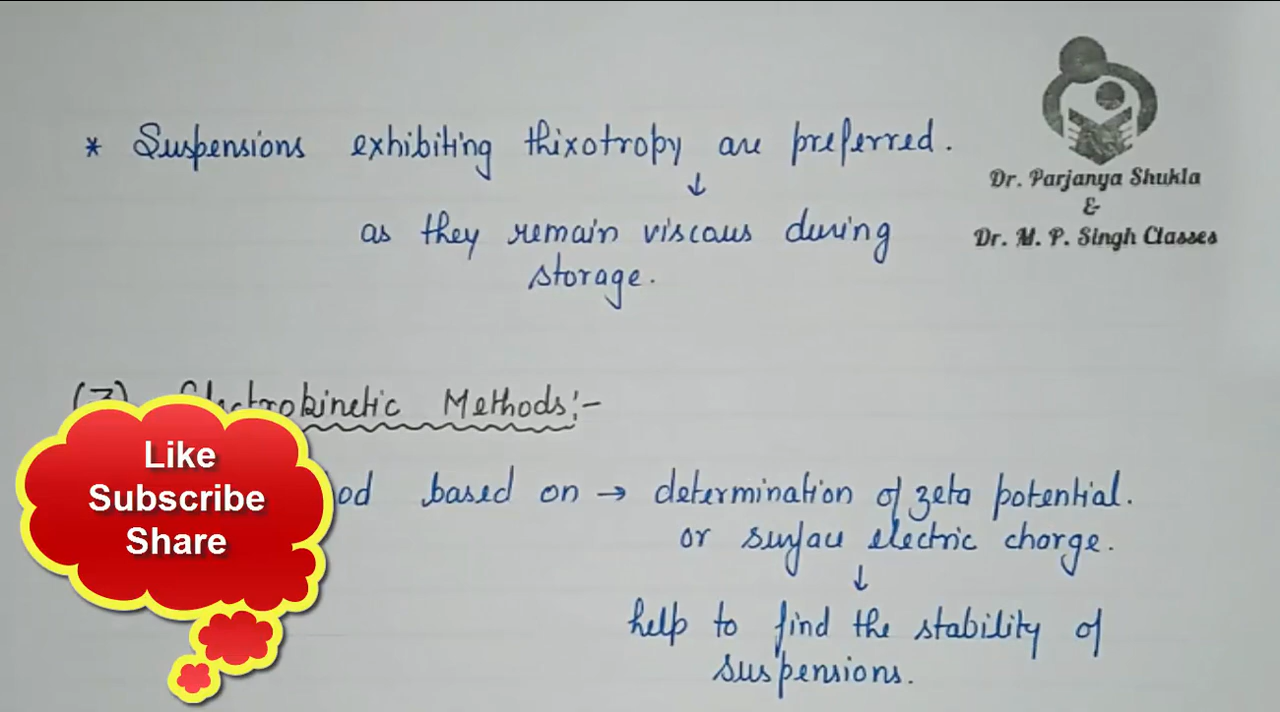 * Suspensions exhibiting thixotropy are preferred.
↓
as they remain viscous during
storage.
Dr. Parjanya Shukla
&
Dr. M. P. Singh Classes
(3) Electrokinetic Methods:-
Like
Subscribe
Share
based on → determination of zeta potential.
or surface electric charge.
↓
help to find the stability of
suspensions.